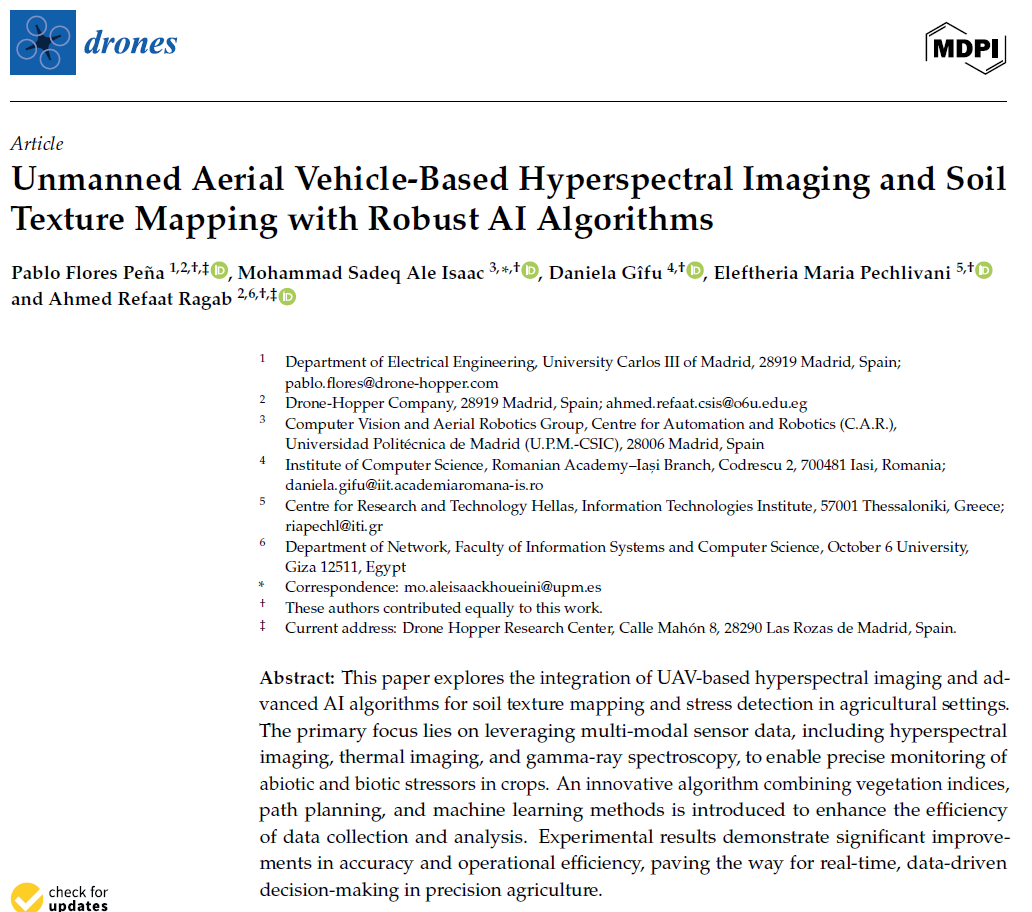 drones
MDPI
Article
Unmanned Aerial Vehicle-Based Hyperspectral Imaging and Soil
Texture Mapping with Robust AI Algorithms
Pablo Flores Peña 1,2,†,‡ iD, Mohammad Sadeq Ale Isaac 3,*,† iD, Daniela Gîfu 4,† iD, Eleftheria Maria Pechlivani 5,† iD
and Ahmed Refaat Ragab 2,6,†,‡ iD
1 Department of Electrical Engineering, University Carlos III of Madrid, 28919 Madrid, Spain;
pablo.flores@drone-hopper.com
2 Drone-Hopper Company, 28919 Madrid, Spain; ahmed.refaat.csis@o6u.edu.eg
3 Computer Vision and Aerial Robotics Group, Centre for Automation and Robotics (C.A.R.),
Universidad Politécnica de Madrid (U.P.M.-CSIC), 28006 Madrid, Spain
4 Institute of Computer Science, Romanian Academy–Iași Branch, Codrescu 2, 700481 Iasi, Romania;
daniela.gifu@iit.academiaromana-is.ro
5 Centre for Research and Technology Hellas, Information Technologies Institute, 57001 Thessaloniki, Greece;
riapechl@iti.gr
6 Department of Network, Faculty of Information Systems and Computer Science, October 6 University,
Giza 12511, Egypt
* Correspondence: mo.aleisaackhoueini@upm.es
† These authors contributed equally to this work.
‡ Current address: Drone Hopper Research Center, Calle Mahón 8, 28290 Las Rozas de Madrid, Spain.
Abstract: This paper explores the integration of UAV-based hyperspectral imaging and ad-
vanced AI algorithms for soil texture mapping and stress detection in agricultural settings.
The primary focus lies on leveraging multi-modal sensor data, including hyperspectral
imaging, thermal imaging, and gamma-ray spectroscopy, to enable precise monitoring of
abiotic and biotic stressors in crops. An innovative algorithm combining vegetation indices,
path planning, and machine learning methods is introduced to enhance the efficiency
of data collection and analysis. Experimental results demonstrate significant improve-
ments in accuracy and operational efficiency, paving the way for real-time, data-driven
decision-making in precision agriculture.
check for
updates